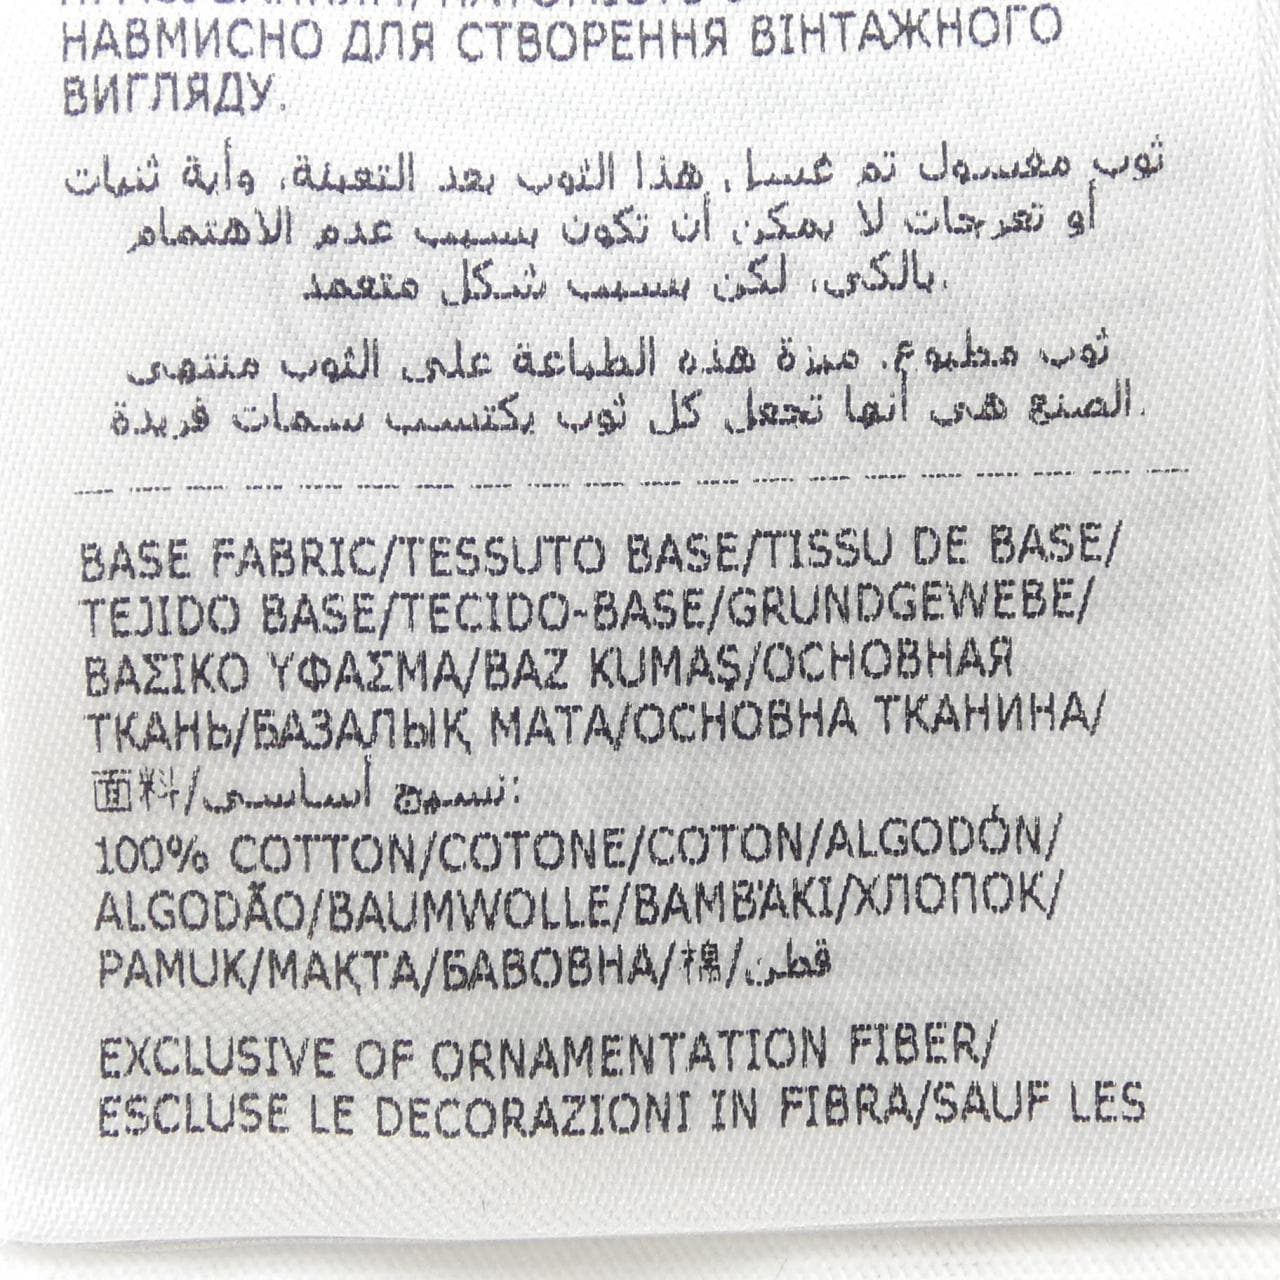 НАВМИСНО ДЛЯ СТВОРЕННЯ ВІНТАЖНОГО
ВИГЛЯДУ.
ثوب مغسول تم غسا. هذا الثوب بعد التعبئة، وأية ثنيات
أو تعرجات لا يمكن أن تكون بسبب عدم الاهتمام
بالكي، لكن بسبب شكل متعمد.
ثوب مطبوع. ميزة هذه الطباعة على الثوب منتهى
الصنع هي أنها تجعل كل ثوب يكتسب سمات فريدة.
BASE FABRIC/TESSUTO BASE/TISSU DE BASE/
TEJIDO BASE/TECIDO-BASE/GRUNDGEWEBE/
ΒΑΣΙΚΟ ΥΦΑΣΜΑ/BAZ KUMAŞ/ОСНОВНАЯ
ТКАНЬ/БАЗАЛЫҚ МАТА/ОСНОВНА ТКАНИНА/
面料/نسيج أساسي:
100% COTTON/COTONE/COTON/ALGODÓN/
ALGODÃO/BAUMWOLLE/ΒΑΜΒΆΚΙ/ХЛОПОК/
PAMUK/МАҚТА/БАВОВНА/棉/قطن
EXCLUSIVE OF ORNAMENTATION FIBER/
ESCLUSE LE DECORAZIONI IN FIBRA/SAUF LES